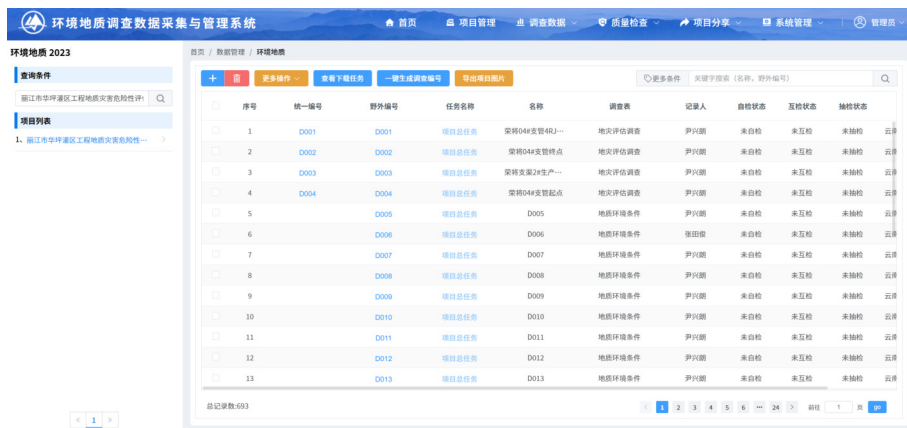 环境地质调查数据采集与管理系统 首页 项目管理 调查数据 质量检查 项目分享 系统管理 管理员
环境地质 2023 首页 / 数据管理 / 环境地质
查询条件
丽江市华坪灌区工程地质灾害危险性评
项目列表
1、丽江市华坪灌区工程地质灾害危险性…
< 1 >
+ 更多操作 查看下载任务 一键生成调查编号 导出项目图片 更多条件 关键字搜索（名称，野外编号）
序号 统一编号 野外编号 任务名称 名称 调查表 记录人 自检状态 互检状态 抽检状态
1 D001 D001 项目总任务 荣将04#支管4RJ… 地灾评估调查 尹兴朗 未自检 未互检 未抽检 云南
2 D002 D002 项目总任务 荣将04#支管终点 地灾评估调查 尹兴朗 未自检 未互检 未抽检 云南
3 D003 D003 项目总任务 荣将支渠2#生产… 地灾评估调查 尹兴朗 未自检 未互检 未抽检 云南
4 D004 D004 项目总任务 荣将04#支管起点 地灾评估调查 尹兴朗 未自检 未互检 未抽检 云南
5 D005 项目总任务 D005 地质环境条件 尹兴朗 未自检 未互检 未抽检 云南
6 D006 项目总任务 D006 地质环境条件 张田俊 未自检 未互检 未抽检 云南
7 D007 项目总任务 D007 地质环境条件 尹兴朗 未自检 未互检 未抽检 云南
8 D008 项目总任务 D008 地质环境条件 尹兴朗 未自检 未互检 未抽检 云南
9 D009 项目总任务 D009 地质环境条件 尹兴朗 未自检 未互检 未抽检 云南
10 D010 项目总任务 D010 地质环境条件 尹兴朗 未自检 未互检 未抽检 云南
11 D011 项目总任务 D011 地质环境条件 尹兴朗 未自检 未互检 未抽检 云南
12 D012 项目总任务 D012 地质环境条件 尹兴朗 未自检 未互检 未抽检 云南
13 D013 项目总任务 D013 地质环境条件 尹兴朗 未自检 未互检 未抽检 云南
总记录数:693 < 1 2 3 4 5 6 … 24 > 前往 1 页 go